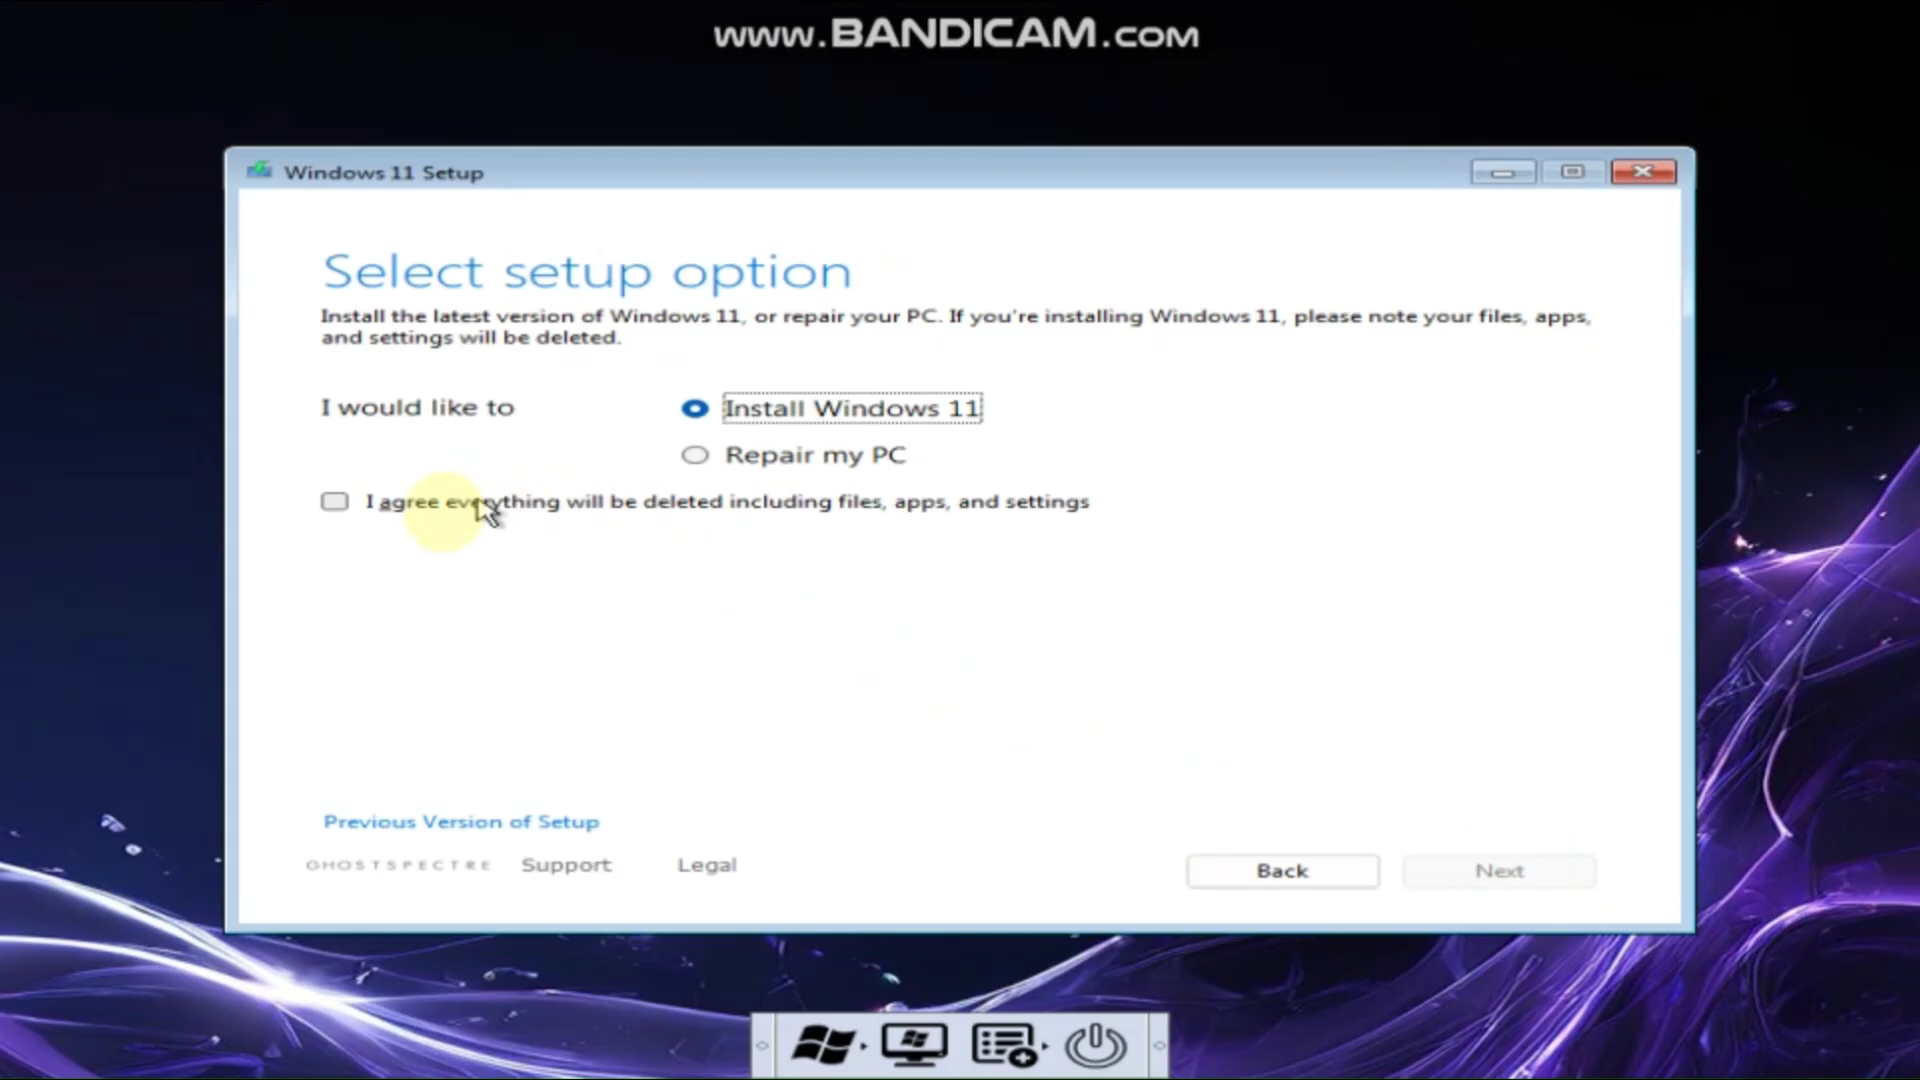 www.BANDICAM.com
Windows 11 Setup
Select setup option
Install the latest version of Windows 11, or repair your PC. If you're installing Windows 11, please note your files, apps,
and settings will be deleted.
I would like to
Install Windows 11
Repair my PC
I agree everything will be deleted including files, apps, and settings
Previous Version of Setup
GHOSTSPECTRE Support Legal
Back Next